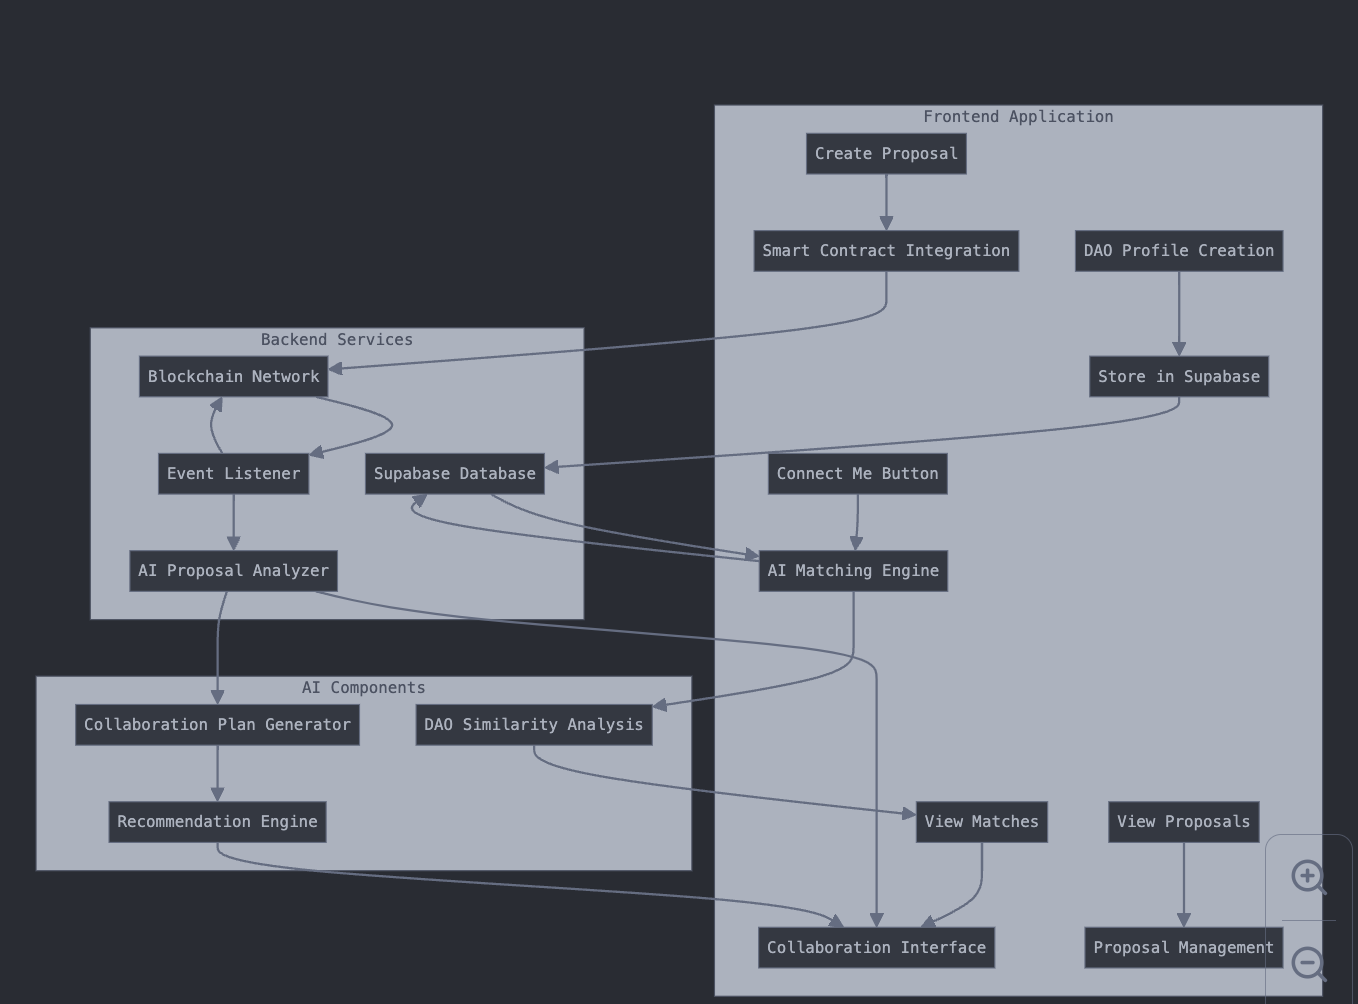 Frontend Application
Create Proposal
Smart Contract Integration
DAO Profile Creation
Backend Services
Blockchain Network
Store in Supabase
Event Listener
Supabase Database
Connect Me Button
AI Proposal Analyzer
AI Matching Engine
AI Components
Collaboration Plan Generator
DAO Similarity Analysis
Recommendation Engine
View Matches
View Proposals
Collaboration Interface
Proposal Management